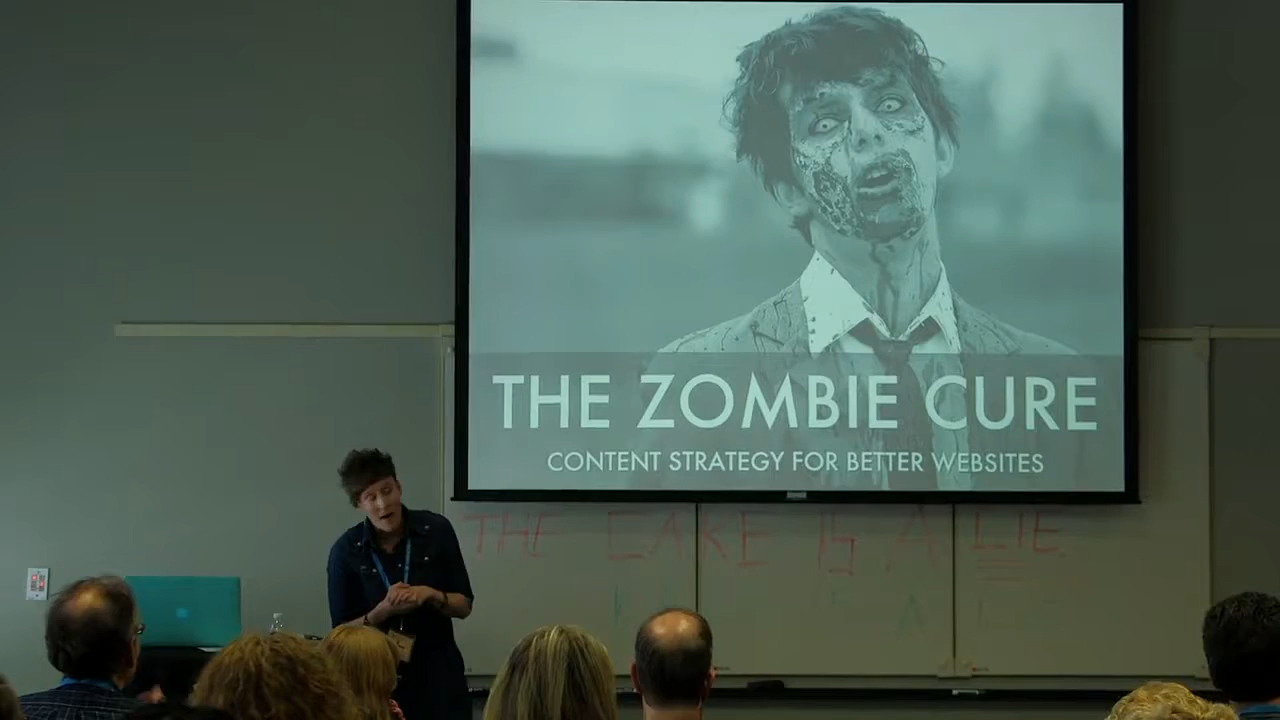 THE ZOMBIE CURE
CONTENT STRATEGY FOR BETTER WEBSITES
THE CAKE IS A LIE